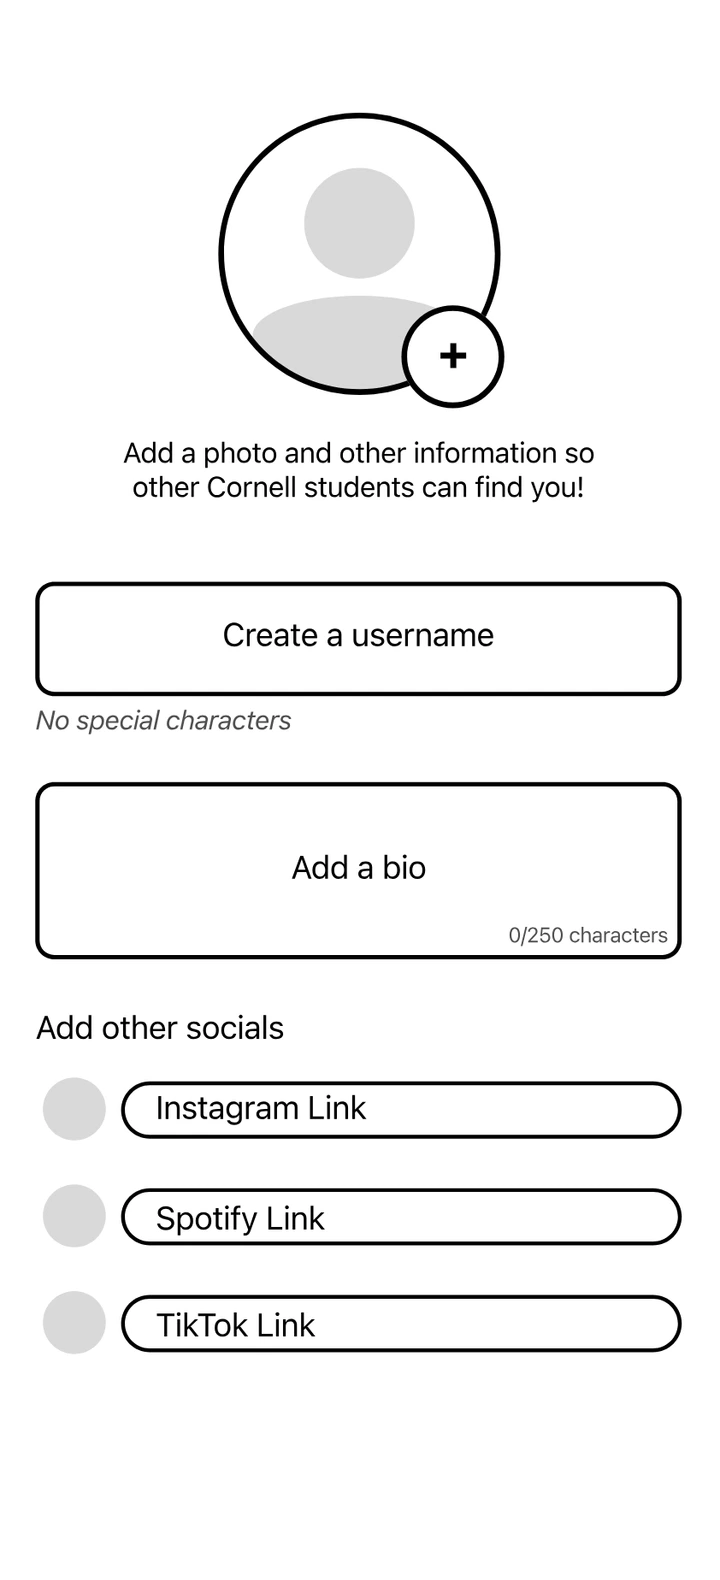 +
Add a photo and other information so
other Cornell students can find you!
Create a username
No special characters
Add a bio
0/250 characters
Add other socials
Instagram Link
Spotify Link
TikTok Link